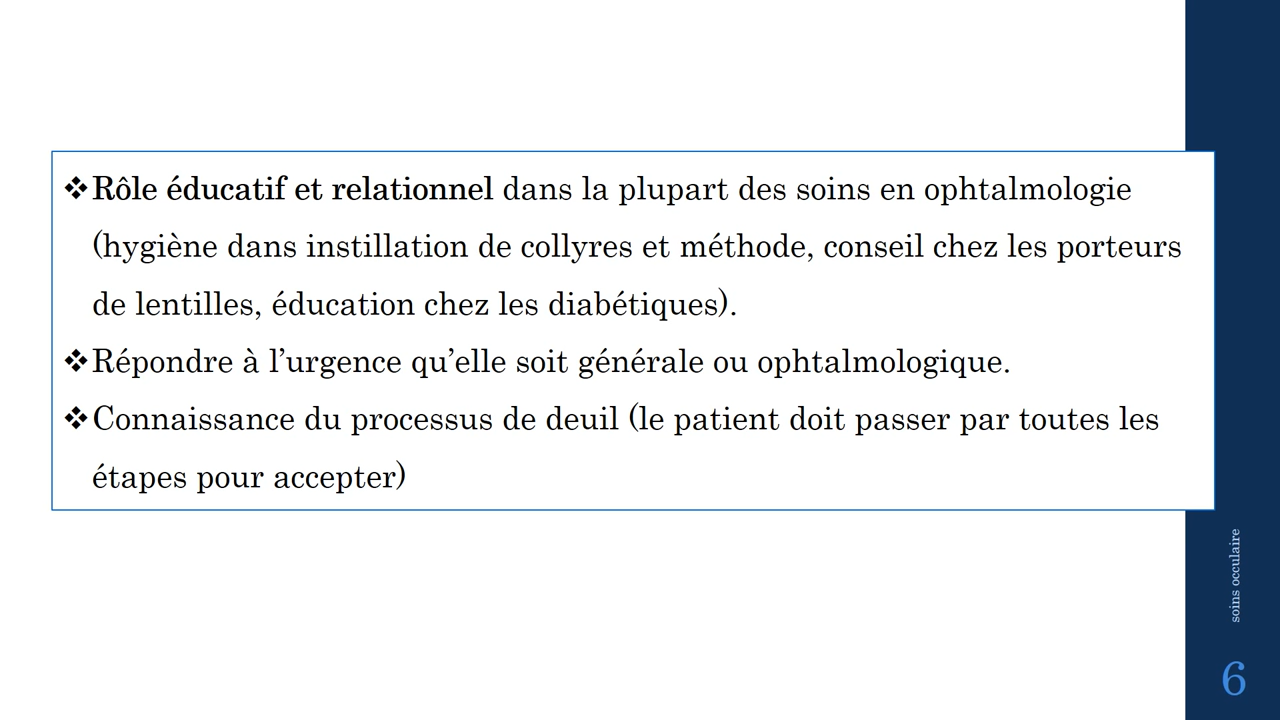 ❖Rôle éducatif et relationnel dans la plupart des soins en ophtalmologie
(hygiène dans instillation de collyres et méthode, conseil chez les porteurs
de lentilles, éducation chez les diabétiques).
❖Répondre à l’urgence qu’elle soit générale ou ophtalmologique.
❖Connaissance du processus de deuil (le patient doit passer par toutes les
étapes pour accepter)
soins occulaire
6